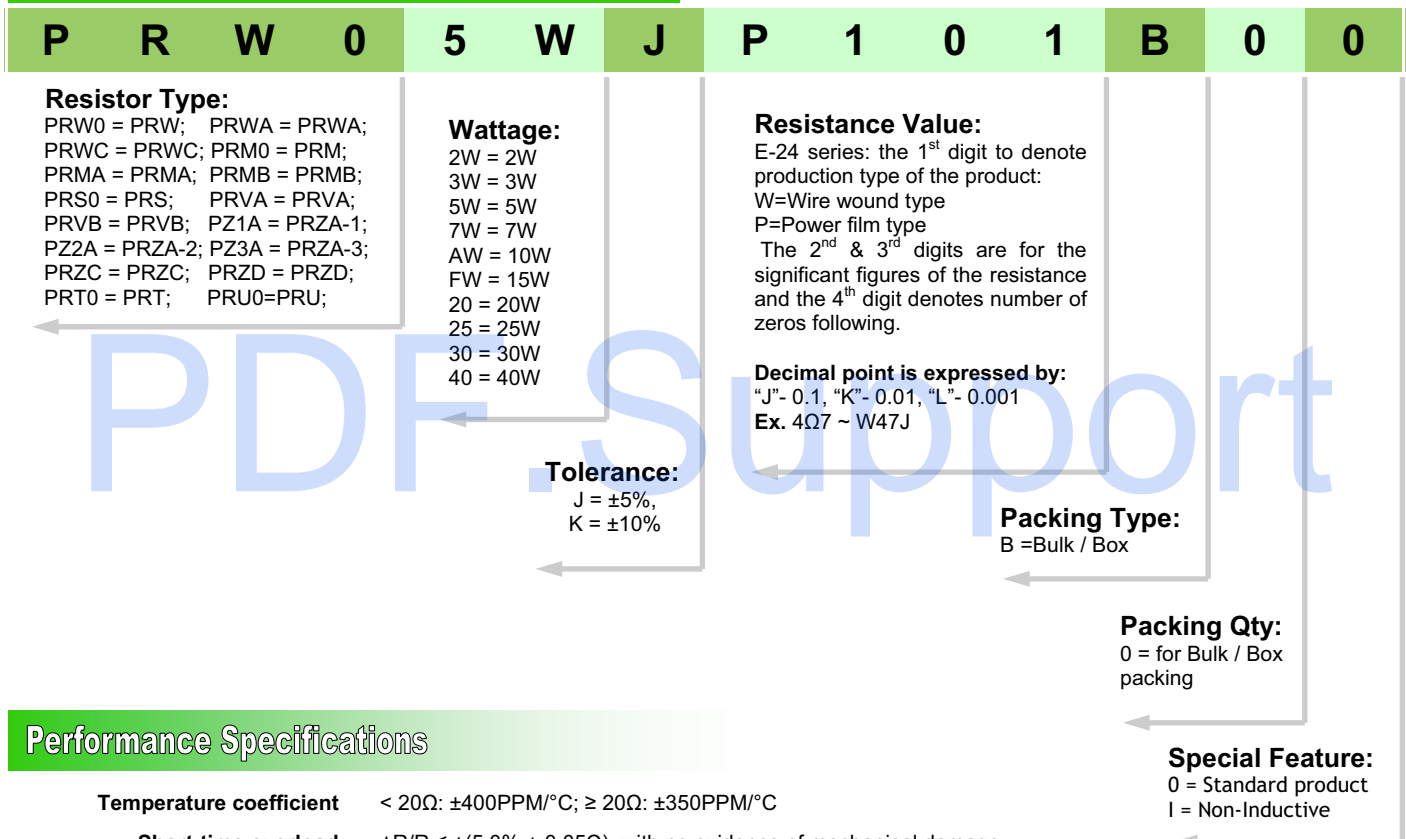 P R W 0 5 W J P 1 0 1 B 0 0
Resistor Type:
PRW0 = PRW; PRWA = PRWA;
PRWC = PRWC; PRM0 = PRM;
PRMA = PRMA; PRMB = PRMB;
PRS0 = PRS; PRVA = PRVA;
PRVB = PRVB; PZ1A = PRZA-1;
PZ2A = PRZA-2; PZ3A = PRZA-3;
PRZC = PRZC; PRZD = PRZD;
PRT0 = PRT; PRU0=PRU;
Wattage:
2W = 2W
3W = 3W
5W = 5W
7W = 7W
AW = 10W
FW = 15W
20 = 20W
25 = 25W
30 = 30W
40 = 40W
Tolerance:
J = ±5%,
K = ±10%
Resistance Value:
E-24 series: the 1st digit to denote
production type of the product:
W=Wire wound type
P=Power film type
The 2nd & 3rd digits are for the
significant figures of the resistance
and the 4th digit denotes number of
zeros following.
Decimal point is expressed by:
"J"- 0.1, "K"- 0.01, "L"- 0.001
Ex. 4Ω7 ~ W47J
Packing Type:
B =Bulk / Box
Packing Qty:
0 = for Bulk / Box
packing
Special Feature:
0 = Standard product
I = Non-Inductive
PDF.Support
Performance Specifications
Temperature coefficient < 20Ω: ±400PPM/°C; ≥ 20Ω: ±350PPM/°C